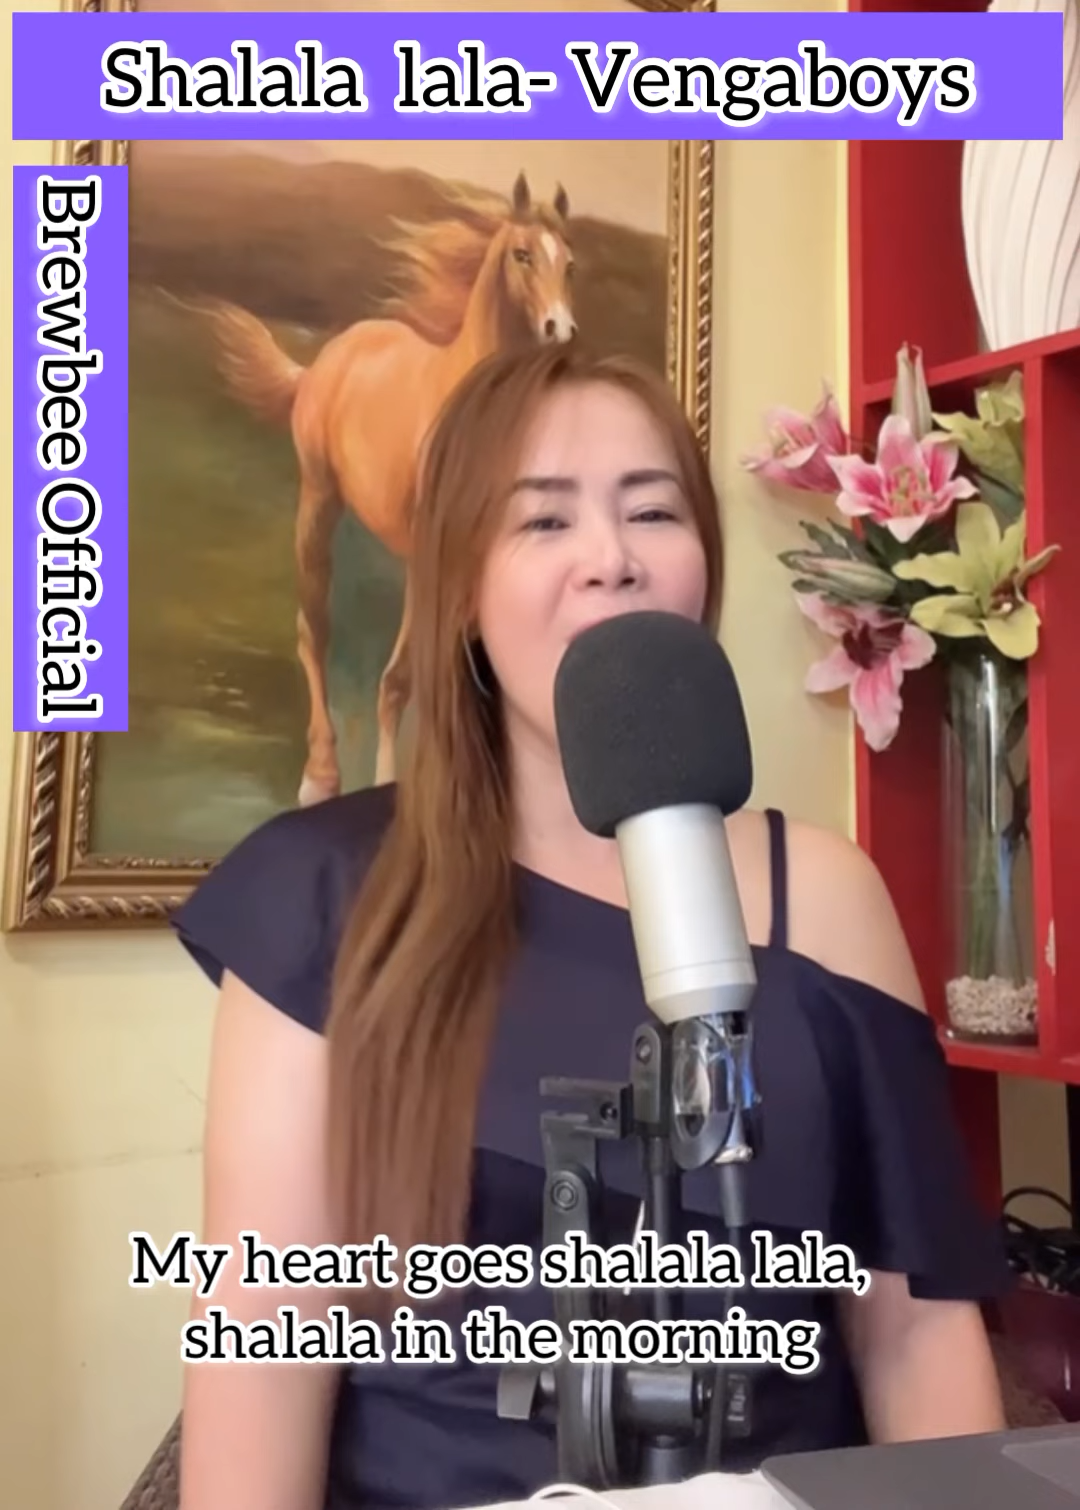 Shalala lala- Vengaboys
Brewbee Official
My heart goes shalala lala,
shalala in the morning